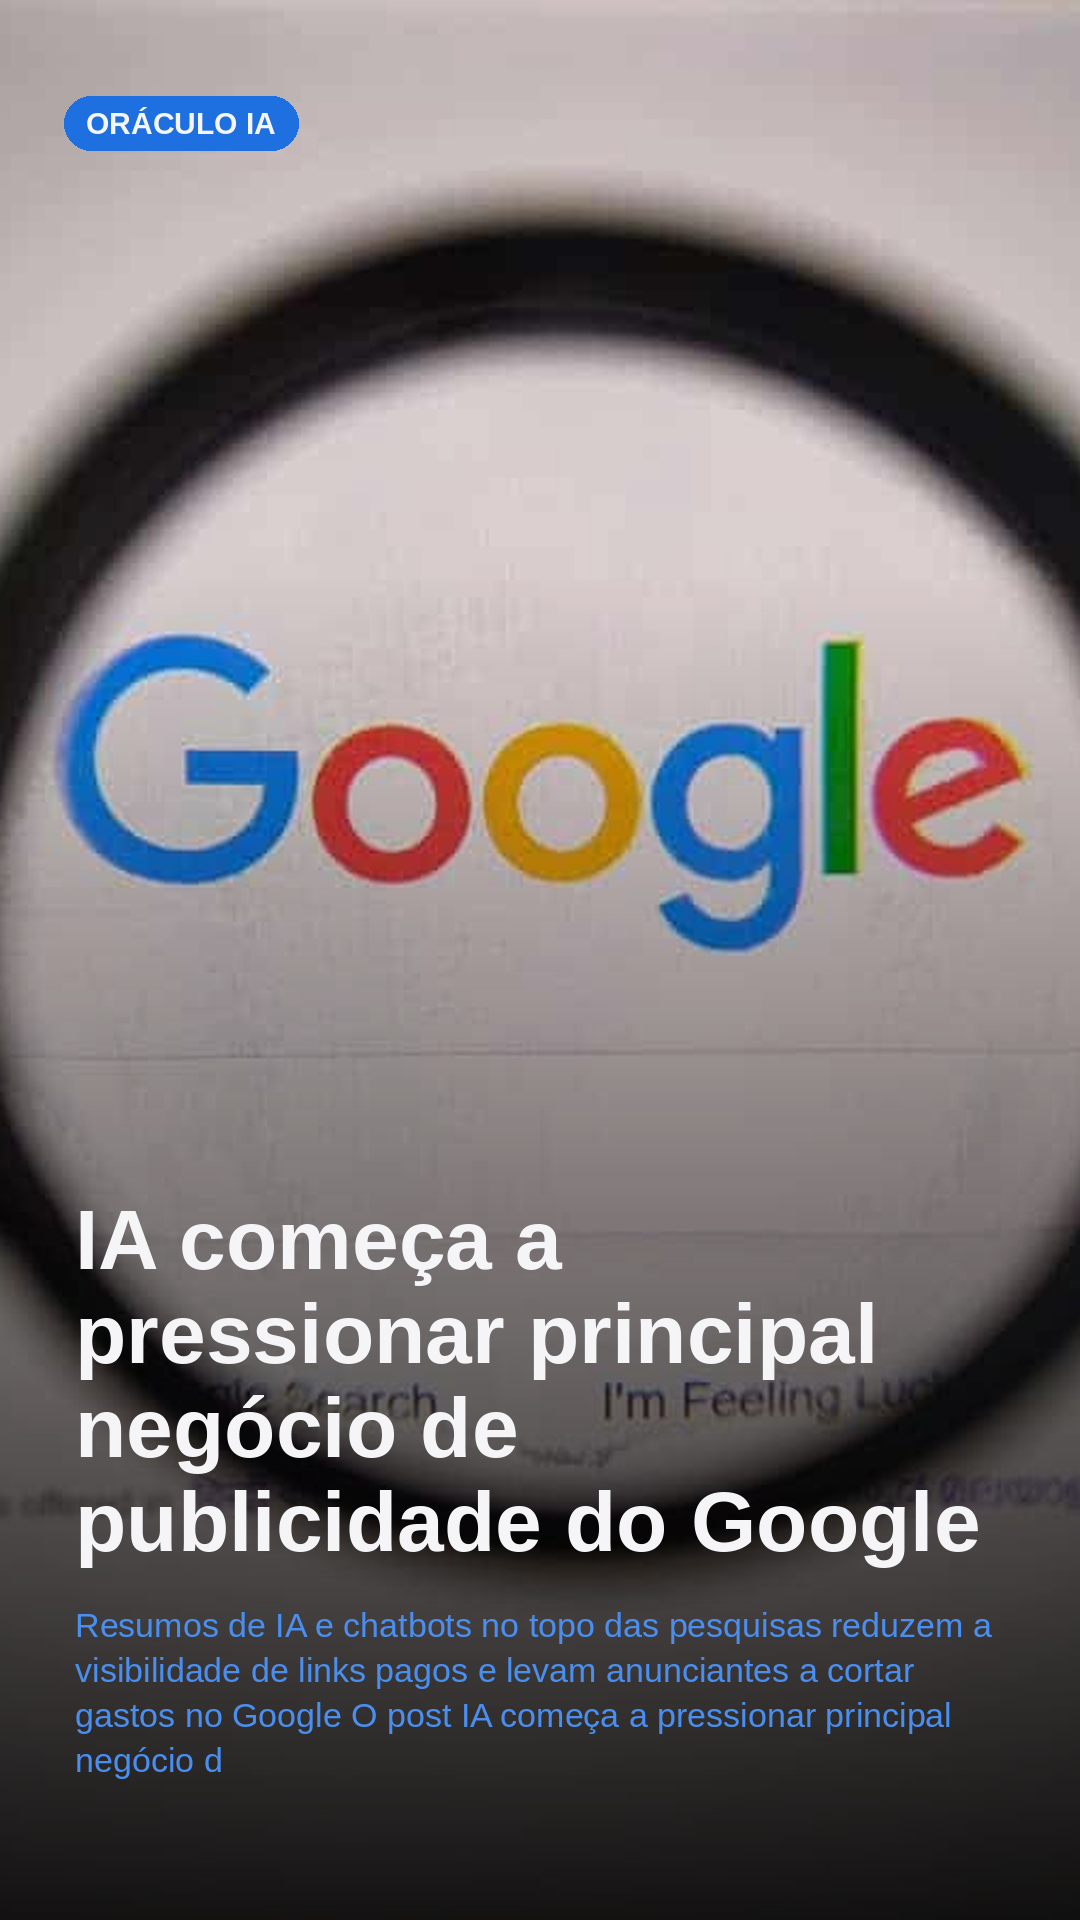 ORÁCULO IA
Google
IA começa a
pressionar principal
Search I'm Feeling
negócio de
publicidade do Google
Resumos de IA e chatbots no topo das pesquisas reduzem a
visibilidade de links pagos e levam anunciantes a cortar
gastos no Google O post IA começa a pressionar principal
negócio d